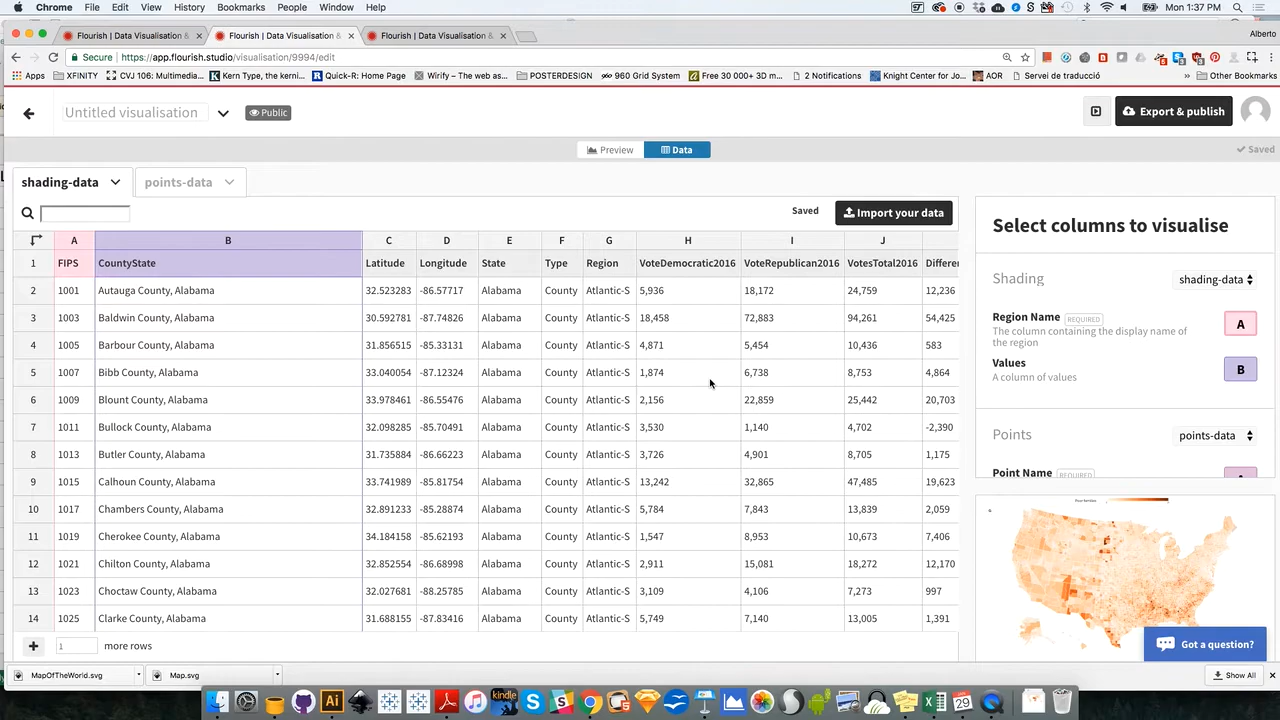 Chrome File Edit View History Bookmarks People Window Help Mon 1:37 PM
Flourish | Data Visualisation & Flourish | Data Visualisation & Flourish | Data Visualisation & Alberto
Secure https://app.flourish.studio/visualisation/9994/edit
Apps XFINITY CVJ 106: Multimedia... Kern Type, the kerni... Quick-R: Home Page Wirify – The web as... POSTERDESIGN 960 Grid System Free 30 000+ 3D m... 2 Notifications Knight Center for Jo... AOR Servei de traducció » Other Bookmarks
Untitled visualisation Public Export & publish
Preview Data Saved
shading-data points-data
Saved Import your data
Select columns to visualise
A B C D E F G H I J
1 FIPS CountyState Latitude Longitude State Type Region VoteDemocratic2016 VoteRepublican2016 VotesTotal2016 Differen
2 1001 Autauga County, Alabama 32.523283 -86.57717 Alabama County Atlantic-S 5,936 18,172 24,759 12,236
3 1003 Baldwin County, Alabama 30.592781 -87.74826 Alabama County Atlantic-S 18,458 72,883 94,261 54,425
4 1005 Barbour County, Alabama 31.856515 -85.33131 Alabama County Atlantic-S 4,871 5,454 10,436 583
5 1007 Bibb County, Alabama 33.040054 -87.12324 Alabama County Atlantic-S 1,874 6,738 8,753 4,864
6 1009 Blount County, Alabama 33.978461 -86.55476 Alabama County Atlantic-S 2,156 22,859 25,442 20,703
7 1011 Bullock County, Alabama 32.098285 -85.70491 Alabama County Atlantic-S 3,530 1,140 4,702 -2,390
8 1013 Butler County, Alabama 31.735884 -86.66223 Alabama County Atlantic-S 3,726 4,901 8,705 1,175
9 1015 Calhoun County, Alabama 33.741989 -85.81754 Alabama County Atlantic-S 13,242 32,865 47,485 19,623
10 1017 Chambers County, Alabama 32.891233 -85.28874 Alabama County Atlantic-S 5,784 7,843 13,839 2,059
11 1019 Cherokee County, Alabama 34.184158 -85.62193 Alabama County Atlantic-S 1,547 8,953 10,673 7,406
12 1021 Chilton County, Alabama 32.852554 -86.68998 Alabama County Atlantic-S 2,911 15,081 18,272 12,170
13 1023 Choctaw County, Alabama 32.027681 -88.25785 Alabama County Atlantic-S 3,109 4,106 7,273 997
14 1025 Clarke County, Alabama 31.688155 -87.83416 Alabama County Atlantic-S 5,749 7,140 13,005 1,391
1 more rows
Shading shading-data
Region Name REQUIRED A
The column containing the display name of
the region
Values B
A column of values
Points points-data
Point Name REQUIRED
Got a question?
MapOfTheWorld.svg Map.svg Show All